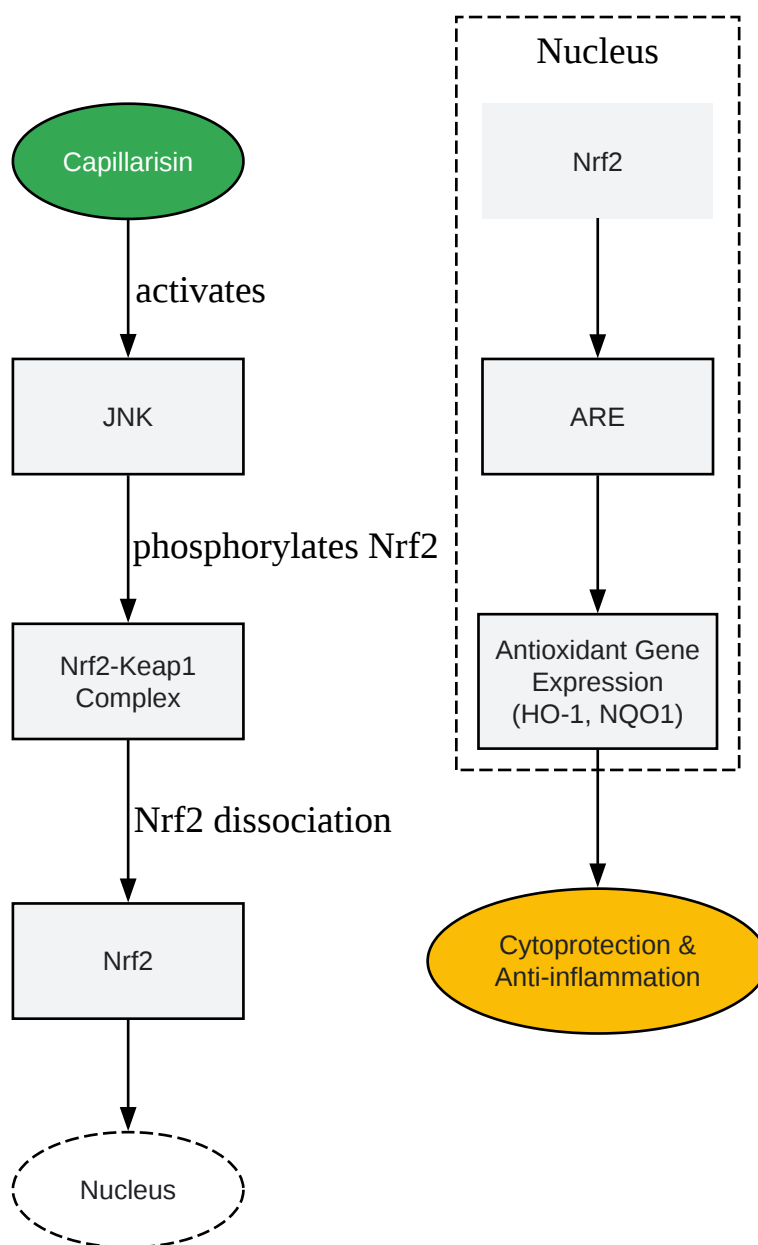 Capillarisin
activates
JNK
phosphorylates Nrf2
Nrf2-Keap1
Complex
Nrf2 dissociation
Nrf2
Nucleus
Nucleus
Nrf2
ARE
Antioxidant Gene
Expression
(HO-1, NQO1)
Cytoprotection &
Anti-inflammation